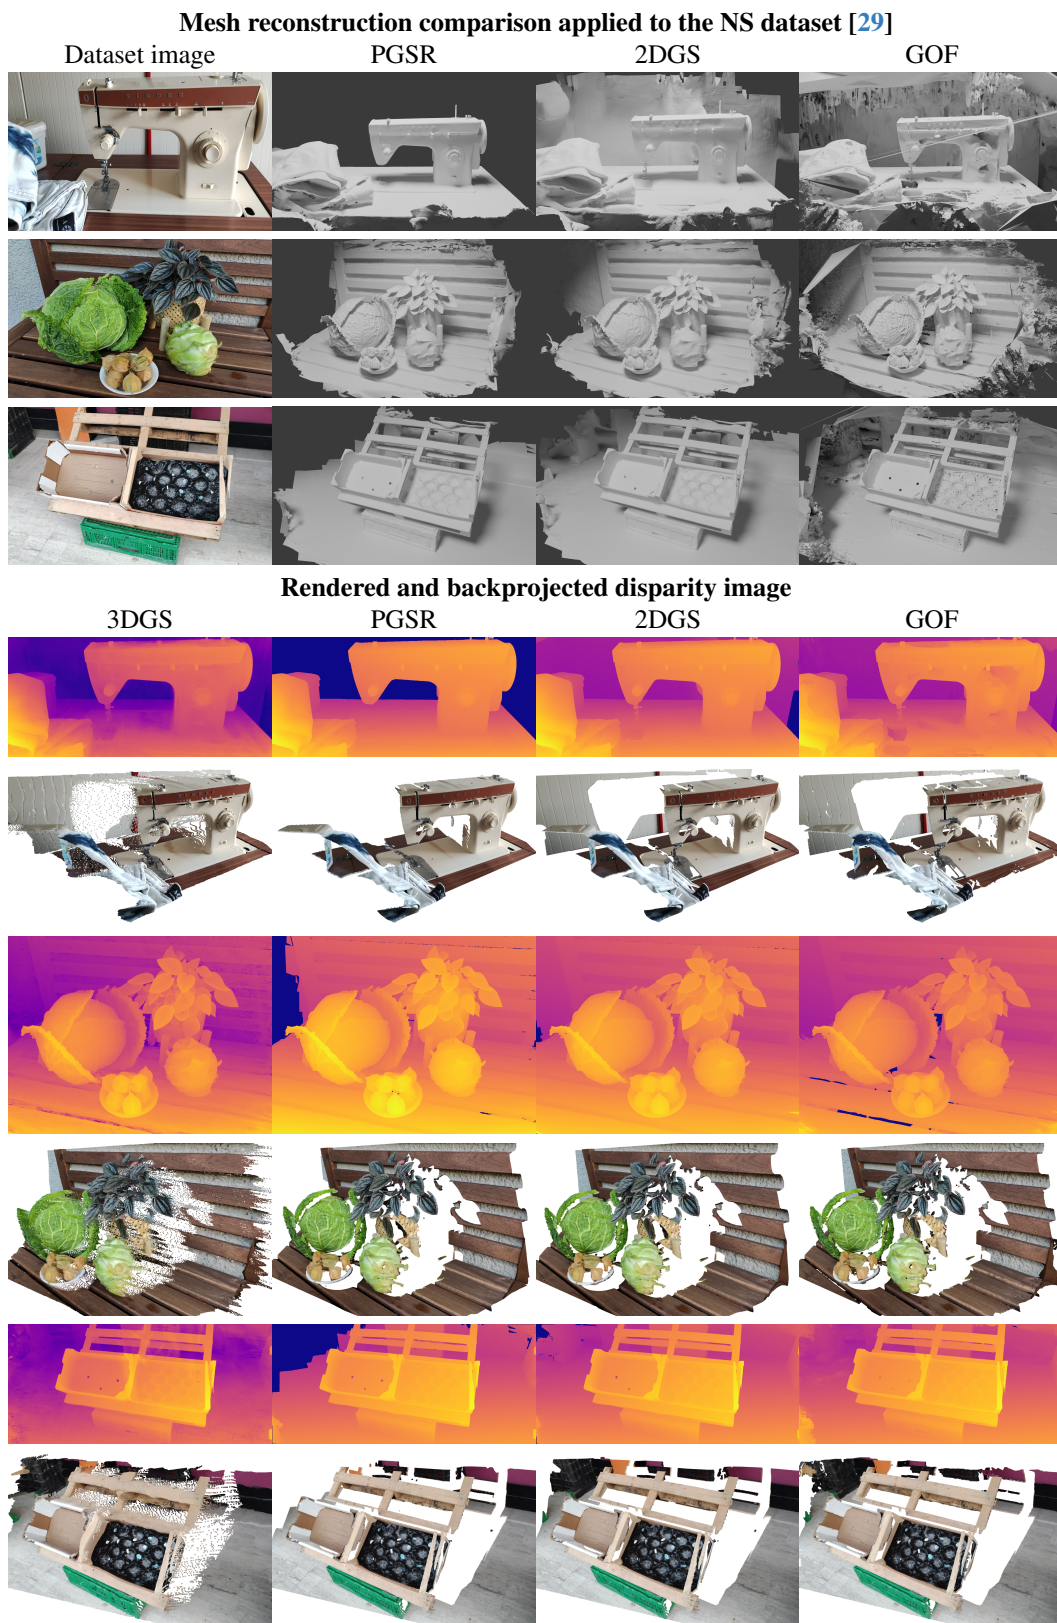 Mesh reconstruction comparison applied to the NS dataset [29]
Dataset image PGSR 2DGS GOF
Rendered and backprojected disparity image
3DGS PGSR 2DGS GOF